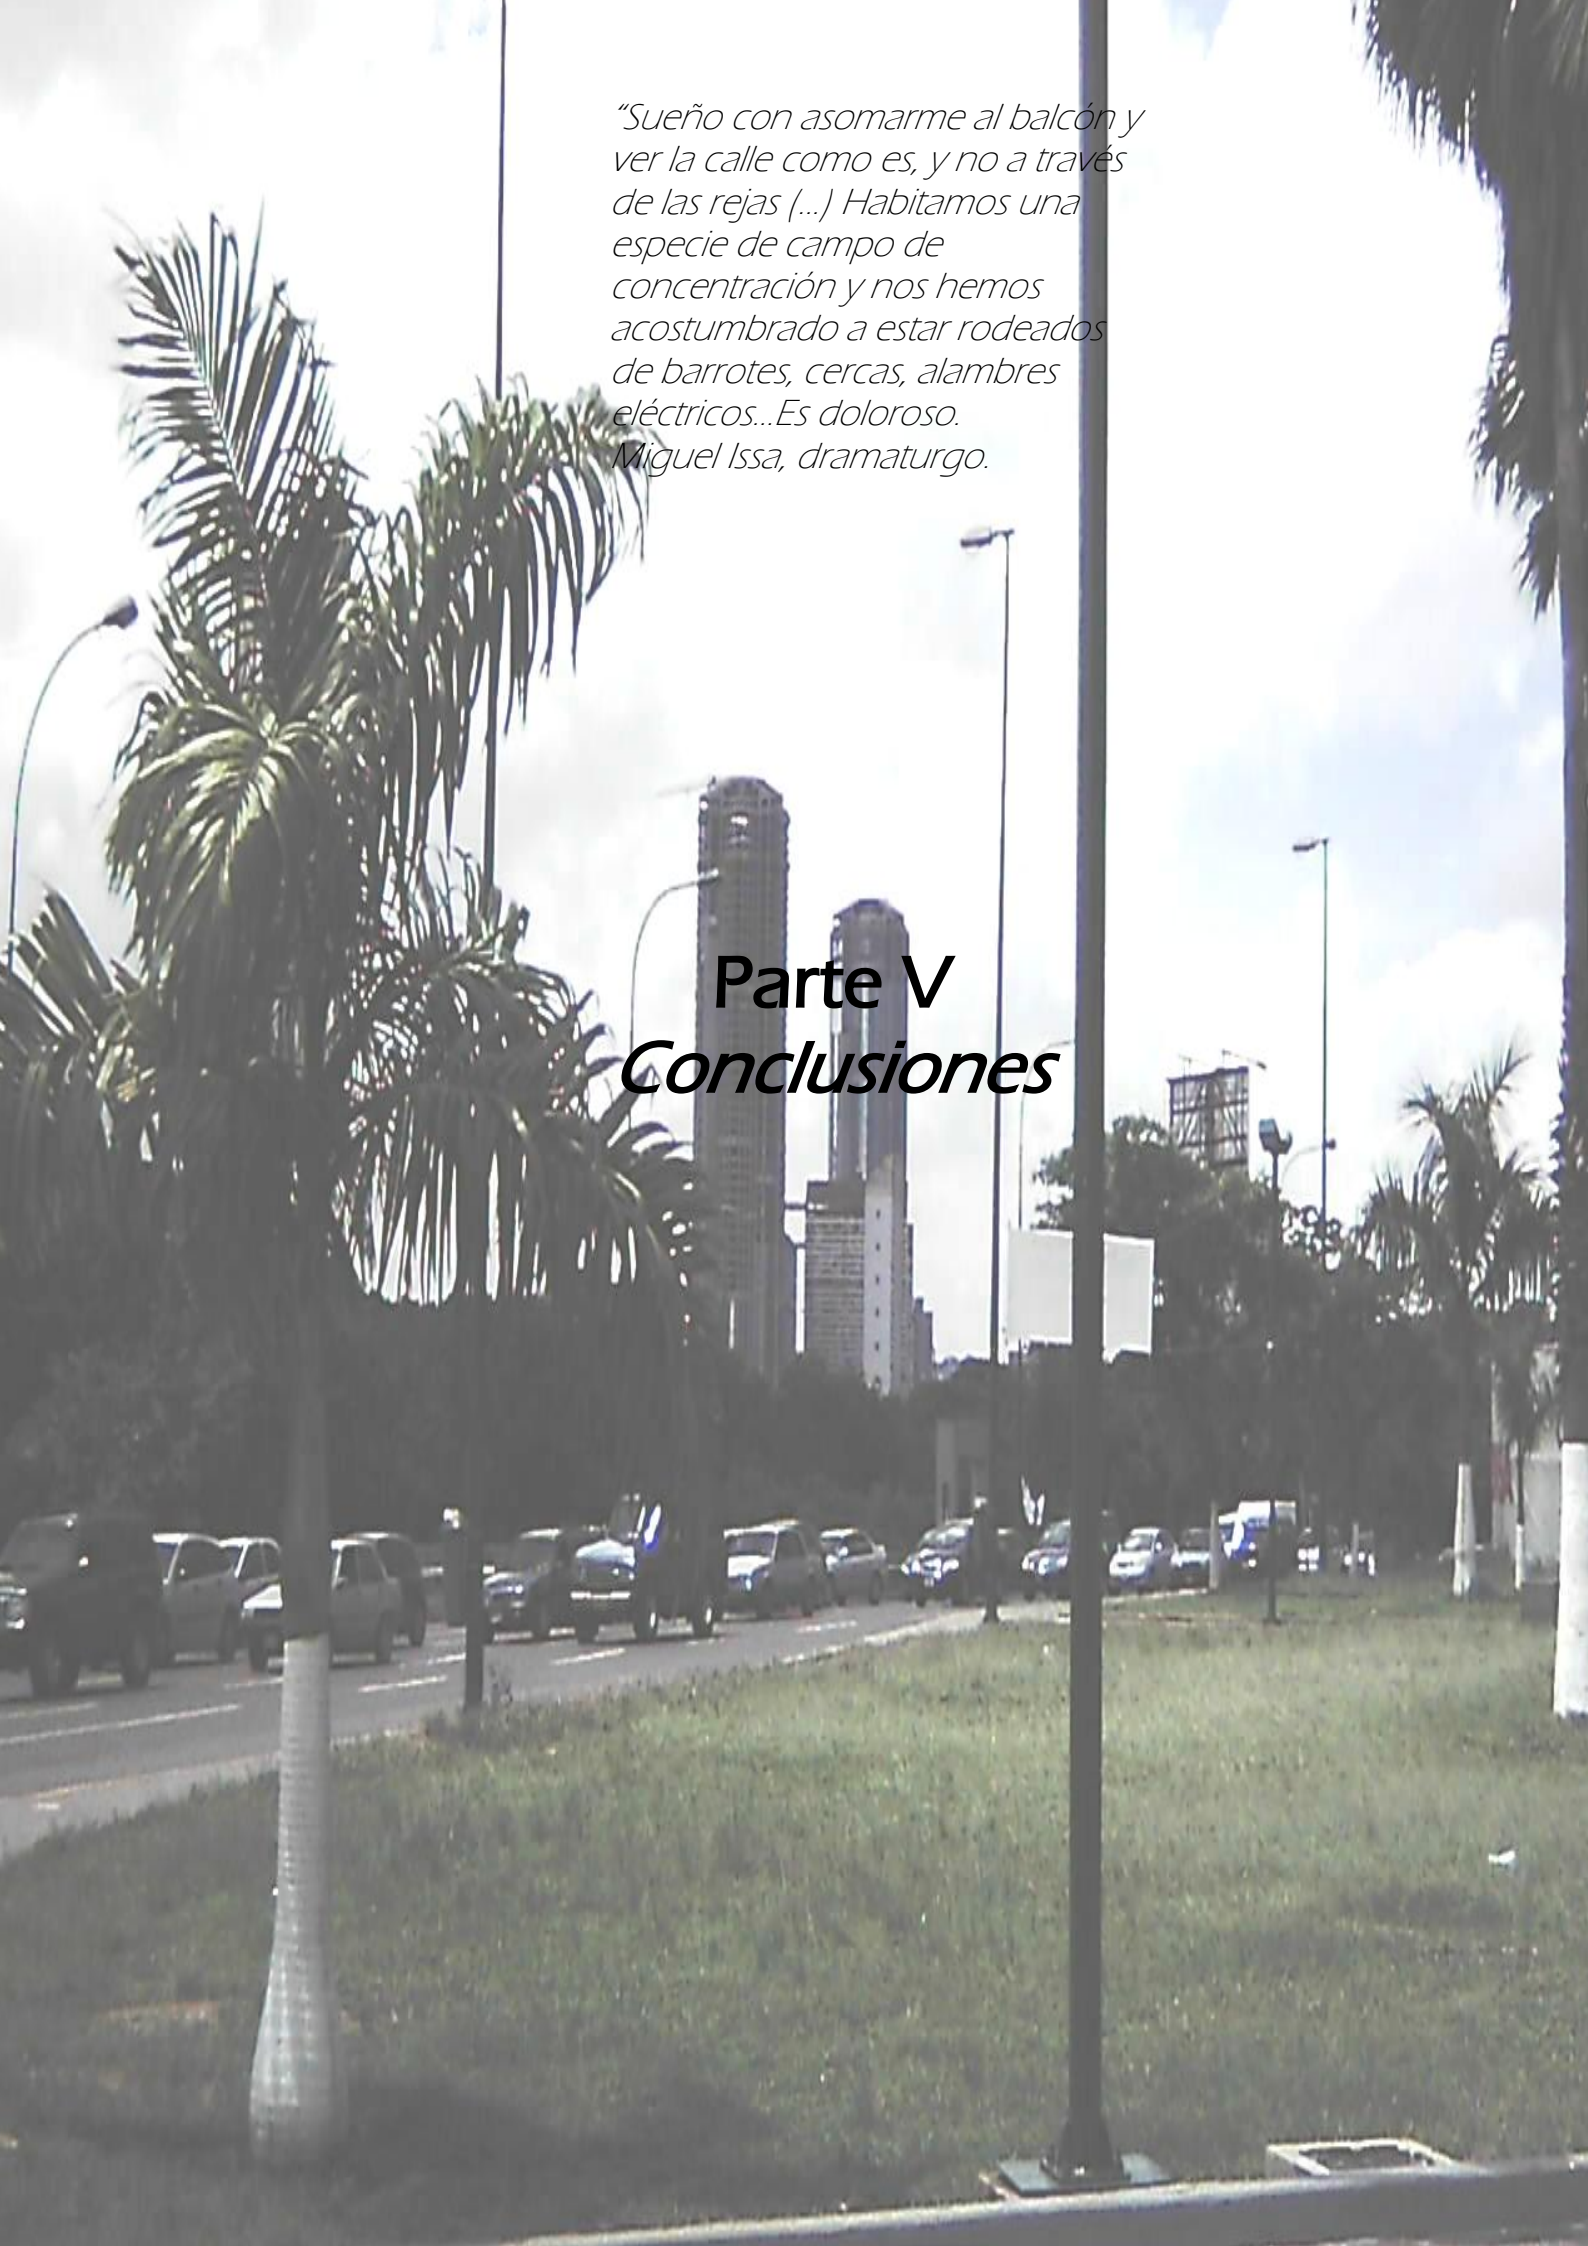 “Sueño con asomarme al balcón y
ver la calle como es, y no a través
de las rejas (...) Habitamos una
especie de campo de
concentración y nos hemos
acostumbrado a estar rodeados
de barrotes, cercas, alambres
eléctricos...Es doloroso.
Miguel Issa, dramaturgo.
Parte V
Conclusiones